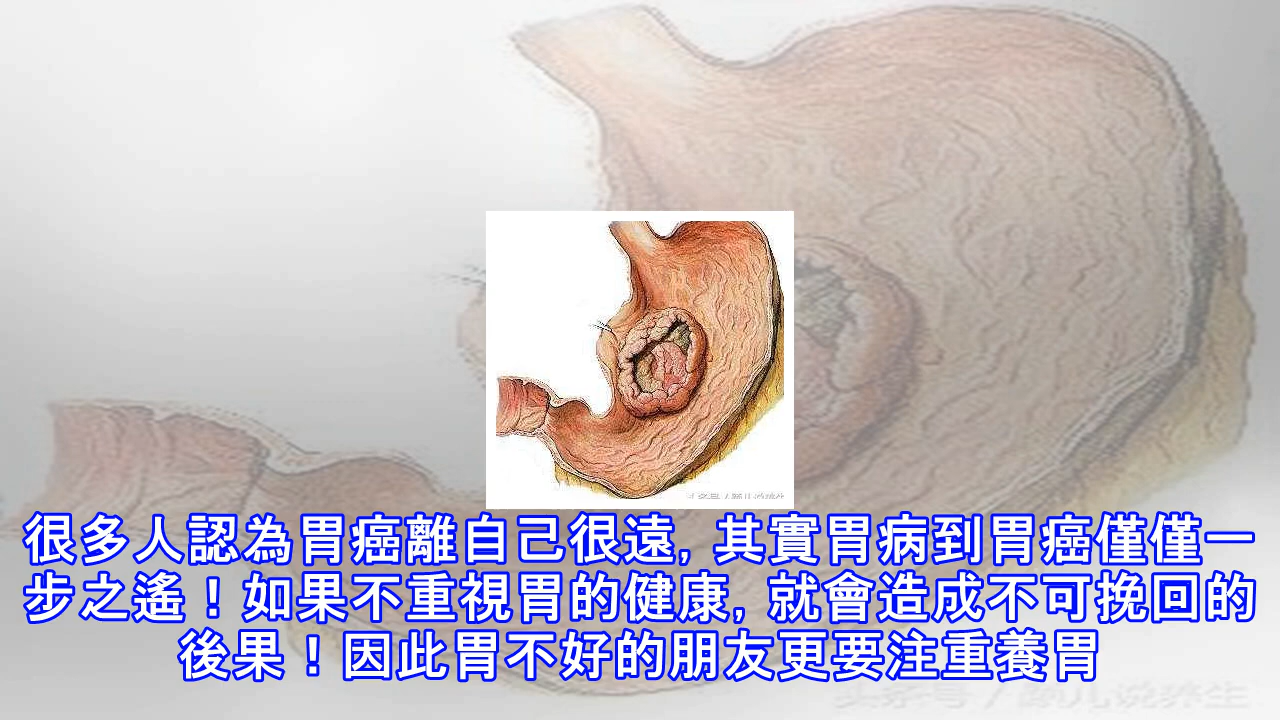 很多人認為胃癌離自己很遠，其實胃病到胃癌僅僅一
步之遙！如果不重視胃的健康，就會造成不可挽回的
後果！因此胃不好的朋友更要注重養胃